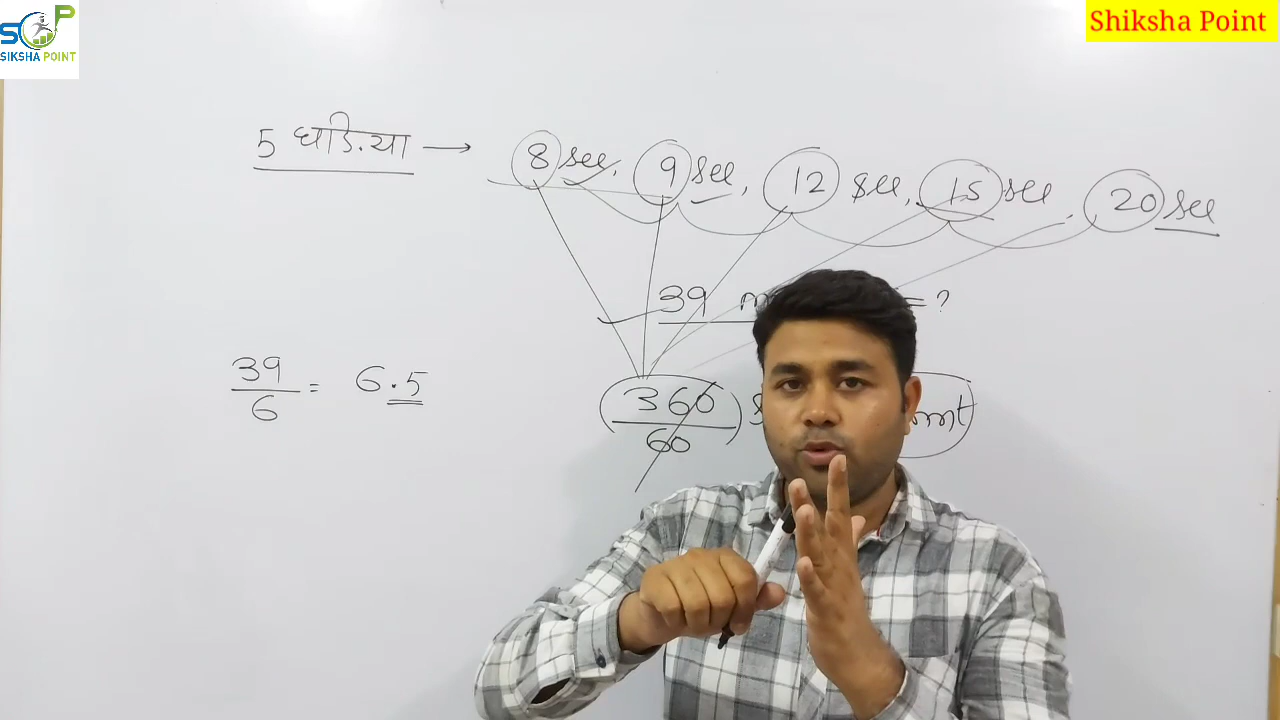 SP
SIKSHA POINT
Shiksha Point
5 घडि.या → 8 sec, 9 sec, 12 sec, 15 sec, 20 sec
39 = ?
39/6 = 6.5
(360/60)